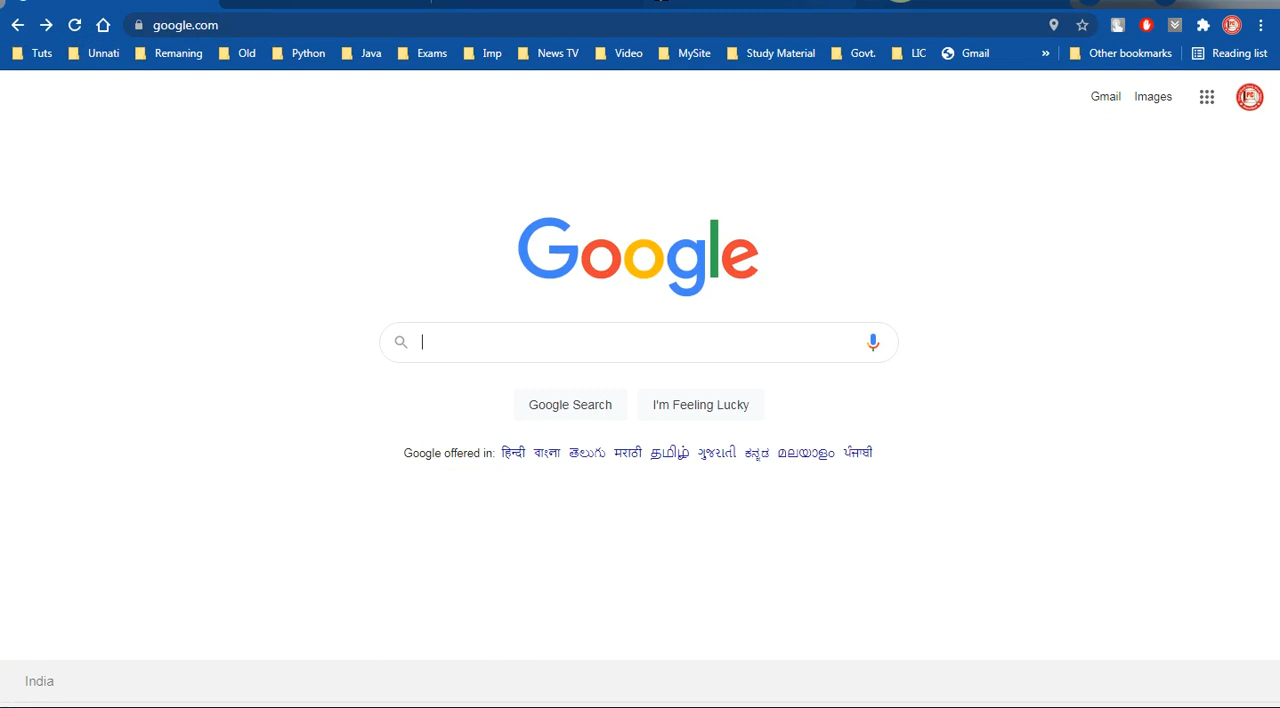 google.com
Tuts Unnati Remaning Old Python Java Exams Imp News TV Video MySite Study Material Govt. LIC Gmail » Other bookmarks Reading list
Gmail Images
Google
Google Search I'm Feeling Lucky
Google offered in: हिन्दी বাংলা తెలుగు मराठी தமிழ் ગુજરાતી ಕನ್ನಡ മലയാളം ਪੰਜਾਬੀ
India